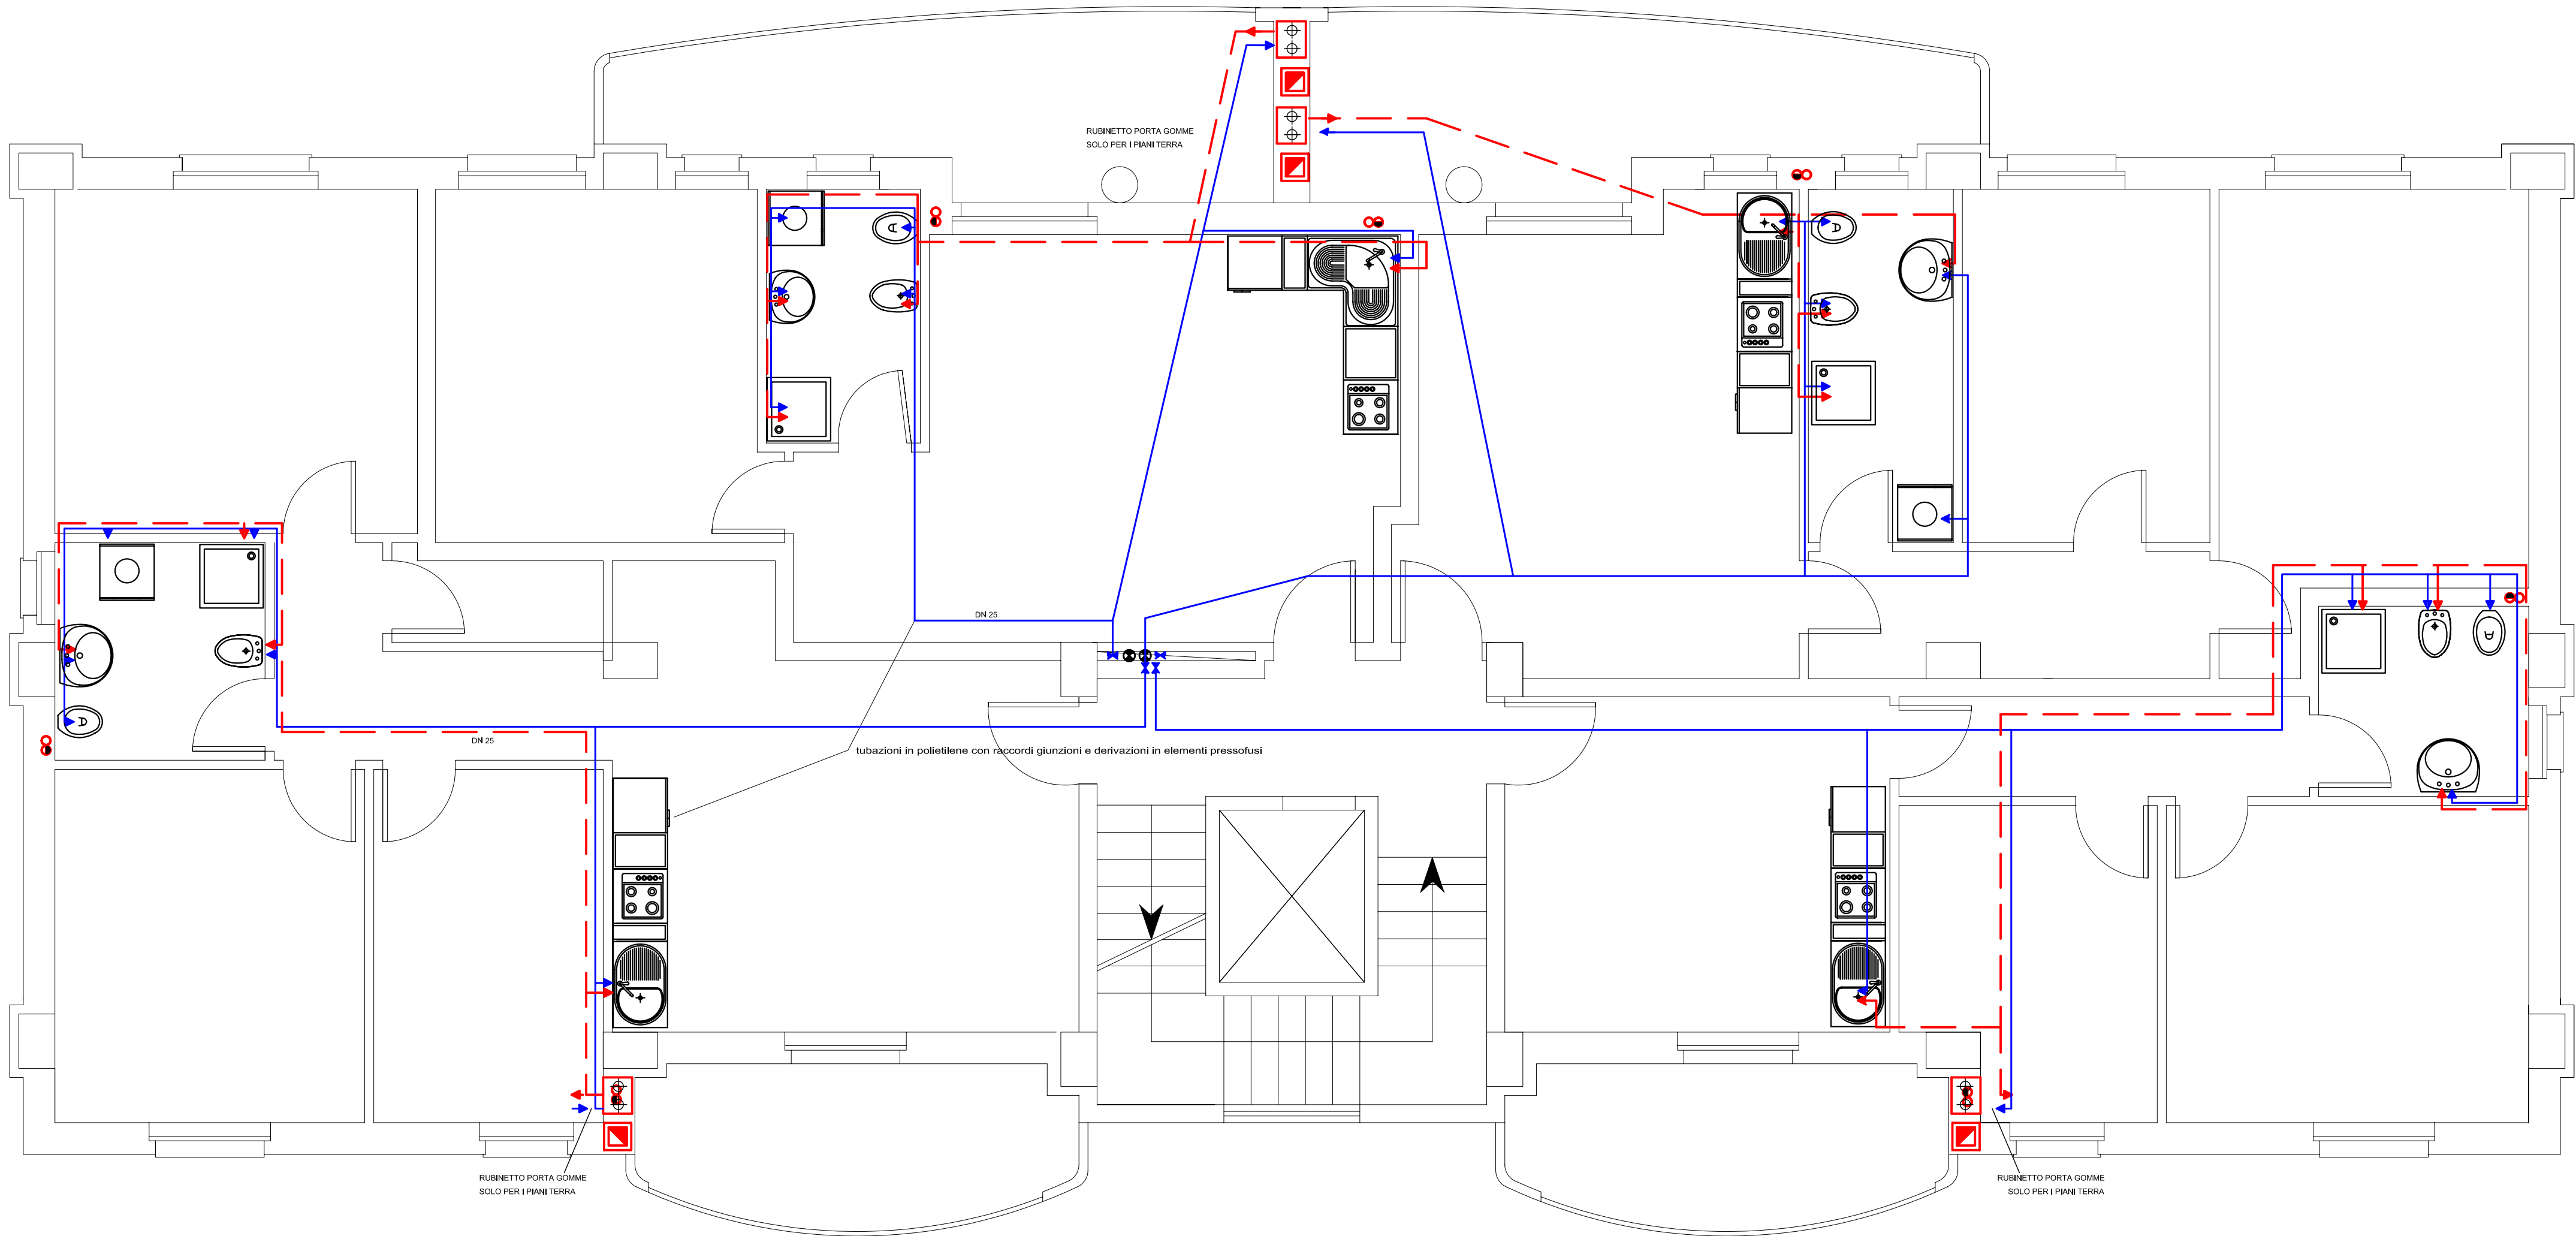 RUBINETTO PORTA GOMME
SOLO PER I PIANI TERRA
DN 25
DN 25
tubazioni in polietilene con raccordi giunzioni e derivazioni in elementi pressofusi
RUBINETTO PORTA GOMME
SOLO PER I PIANI TERRA
RUBINETTO PORTA GOMME
SOLO PER I PIANI TERRA